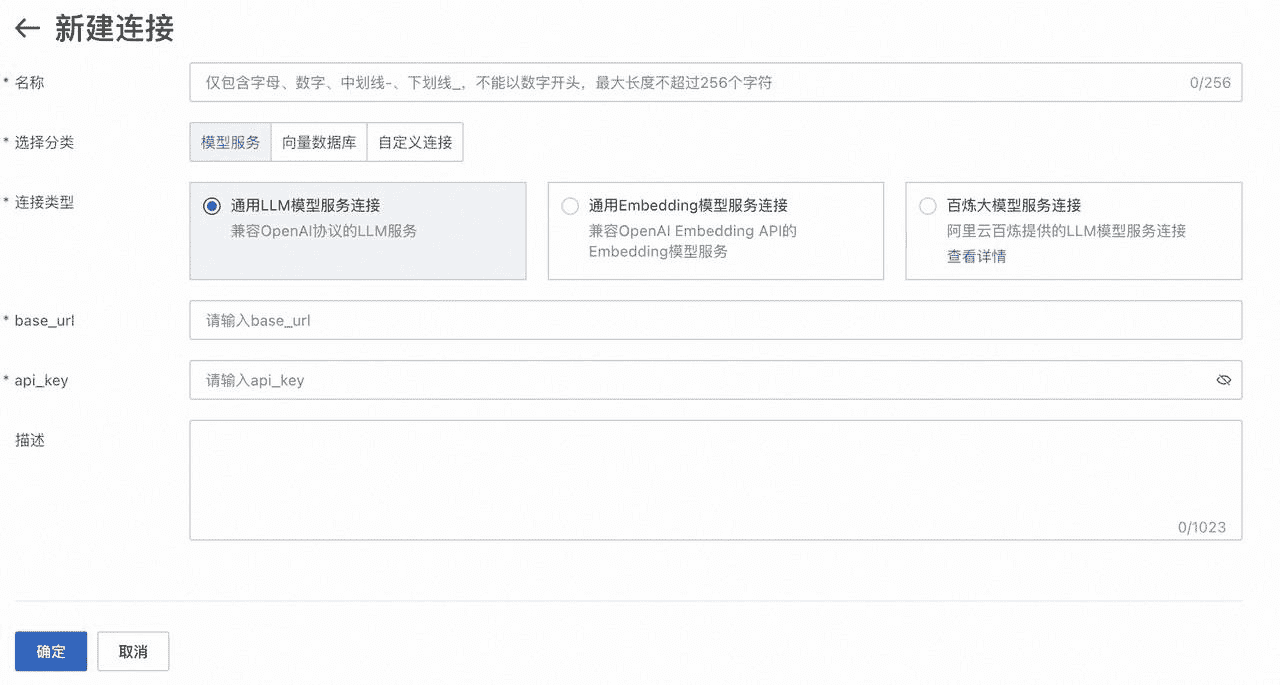 ← 新建连接
* 名称
仅包含字母、数字、中划线-、下划线_，不能以数字开头，最大长度不超过256个字符
0/256
* 选择分类
模型服务
向量数据库
自定义连接
* 连接类型
通用LLM模型服务连接
兼容OpenAI协议的LLM服务
通用Embedding模型服务连接
兼容OpenAI Embedding API的
Embedding模型服务
百炼大模型服务连接
阿里云百炼提供的LLM模型服务连接
查看详情
* base_url
请输入base_url
* api_key
请输入api_key
描述
0/1023
确定
取消